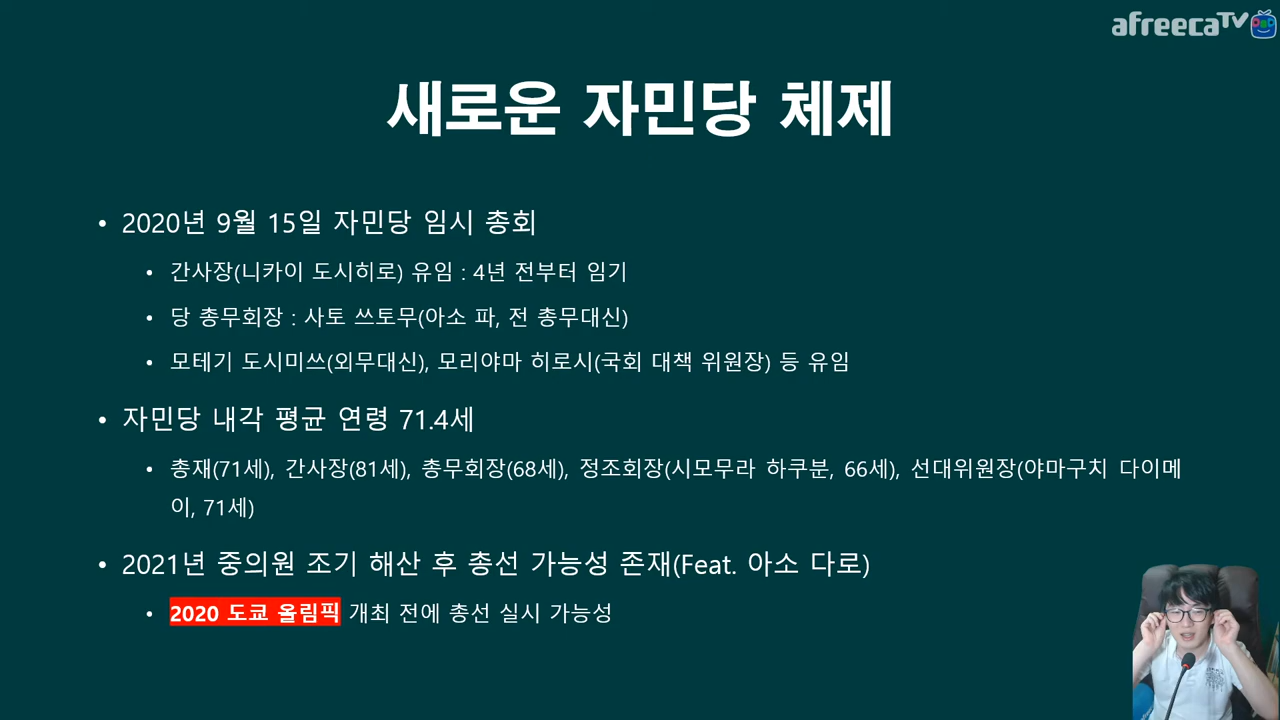 afreecaTV
새로운 자민당 체제
• 2020년 9월 15일 자민당 임시 총회
• 간사장(니카이 도시히로) 유임 : 4년 전부터 임기
• 당 총무회장 : 사토 쓰토무(아소 파, 전 총무대신)
• 모테기 도시미쓰(외무대신), 모리야마 히로시(국회 대책 위원장) 등 유임
• 자민당 내각 평균 연령 71.4세
• 총재(71세), 간사장(81세), 총무회장(68세), 정조회장(시모무라 하쿠분, 66세), 선대위원장(야마구치 다이메
이, 71세)
• 2021년 중의원 조기 해산 후 총선 가능성 존재(Feat. 아소 다로)
• 2020 도쿄 올림픽 개최 전에 총선 실시 가능성